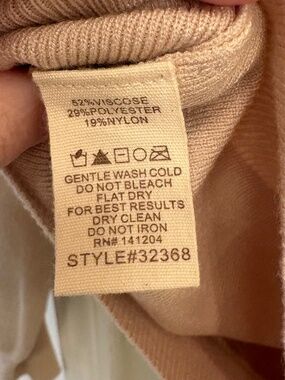 52%VISCOSE
29%POLYESTER
19%NYLON
GENTLE WASH COLD
DO NOT BLEACH
FLAT DRY
FOR BEST RESULTS
DRY CLEAN
DO NOT IRON
RN# 141204
STYLE#32368